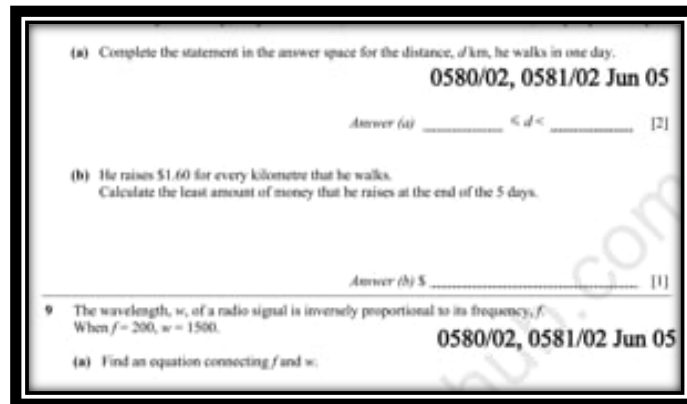 (a) Complete the statement in the answer space for the distance, d km, he walks in one day.
0580/02, 0581/02 Jun 05
Answer (a) __________ ≤ d < __________ [2]
(b) He raises $1.60 for every kilometre that he walks.
Calculate the least amount of money that he raises at the end of the 5 days.
Answer (b) $ __________ [1]
9 The wavelength, w, of a radio signal is inversely proportional to its frequency, f.
When f = 200, w = 1500.
0580/02, 0581/02 Jun 05
(a) Find an equation connecting f and w.